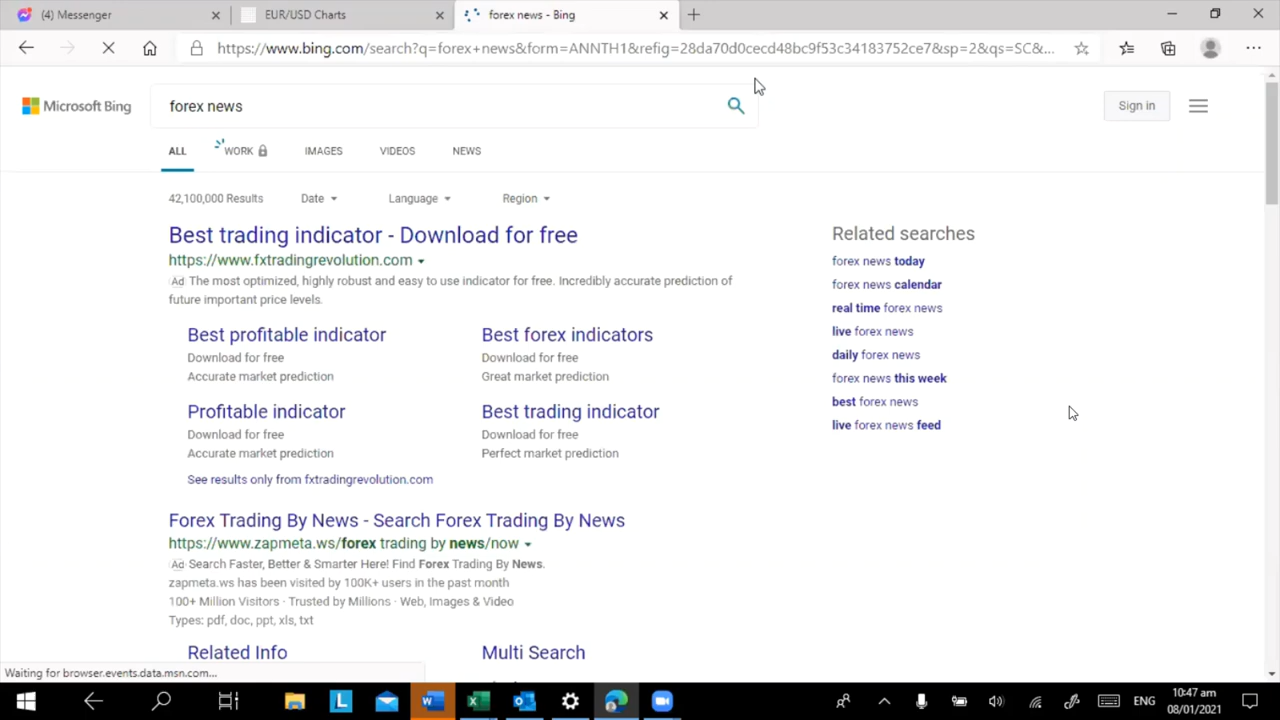 (4) Messenger
EUR/USD Charts
forex news - Bing
https://www.bing.com/search?q=forex+news&form=ANNTH1&refig=28da70d0cecd48bc9f53c34183752ce7&sp=2&qs=SC&...
Microsoft Bing
forex news
Sign in
ALL
WORK
IMAGES
VIDEOS
NEWS
42,100,000 Results
Date
Language
Region
Best trading indicator - Download for free
https://www.fxtradingrevolution.com
Ad The most optimized, highly robust and easy to use indicator for free. Incredibly accurate prediction of
future important price levels.
Best profitable indicator
Download for free
Accurate market prediction
Best forex indicators
Download for free
Great market prediction
Profitable indicator
Download for free
Accurate market prediction
Best trading indicator
Download for free
Perfect market prediction
See results only from fxtradingrevolution.com
Forex Trading By News - Search Forex Trading By News
https://www.zapmeta.ws/forex trading by news/now
Ad Search Faster, Better & Smarter Here! Find Forex Trading By News.
zapmeta.ws has been visited by 100K+ users in the past month
100+ Million Visitors · Trusted by Millions · Web, Images & Video
Types: pdf, doc, ppt, xls, txt
Related Info
Multi Search
Related searches
forex news today
forex news calendar
real time forex news
live forex news
daily forex news
forex news this week
best forex news
live forex news feed
Waiting for browser.events.data.msn.com...
L
ENG
10:47 am
08/01/2021